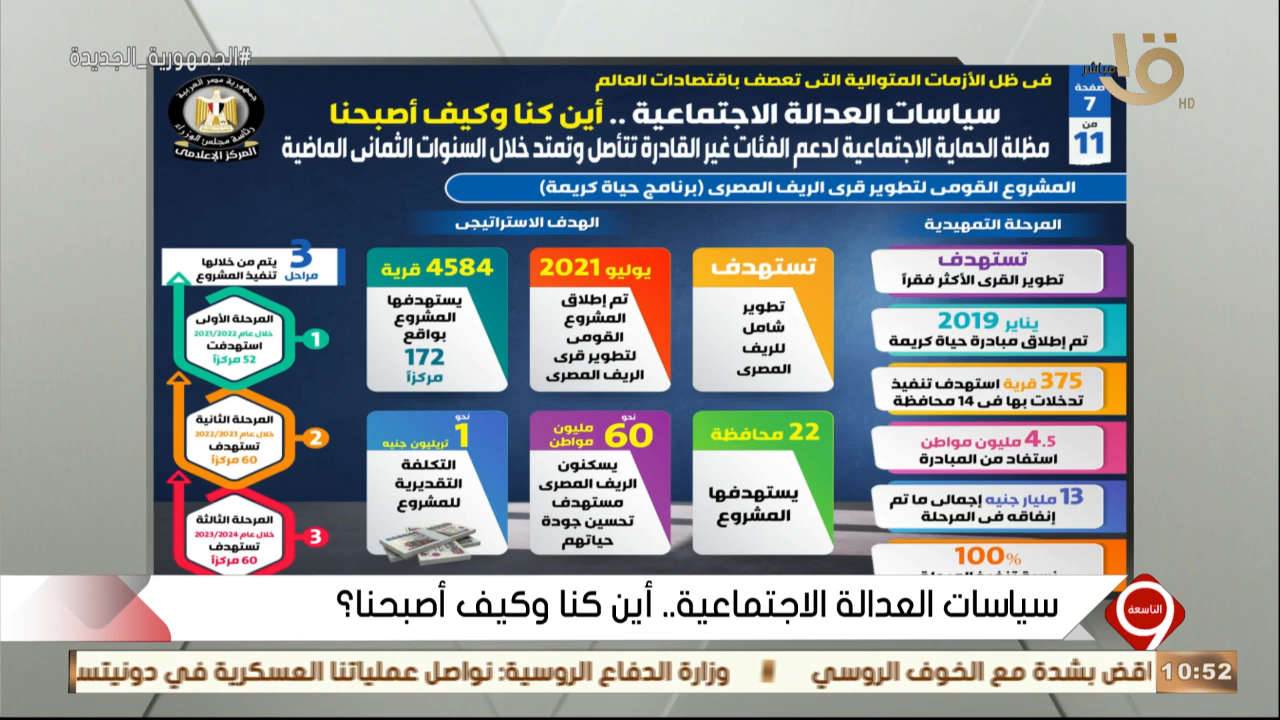 #الجمهورية_الجديدة
مباشر
HD
جمهورية مصر العربية
رئاسة مجلس الوزراء
المركز الإعلامى
صفحة
7
من
11
فى ظل الأزمات المتوالية التى تعصف باقتصادات العالم
سياسات العدالة الاجتماعية .. أين كنا وكيف أصبحنا
مظلة الحماية الاجتماعية لدعم الفئات غير القادرة تتأصل وتمتد خلال السنوات الثمانى الماضية
المشروع القومى لتطوير قرى الريف المصرى (برنامج حياة كريمة)
المرحلة التمهيدية
تستهدف
تطوير القرى الأكثر فقراً
يناير 2019
تم إطلاق مبادرة حياة كريمة
375 قرية استهدف تنفيذ
تدخلات بها فى 14 محافظة
4.5 مليون مواطن
استفاد من المبادرة
13 مليار جنيه إجمالى ما تم
إنفاقه فى المرحلة
100%
الهدف الاستراتيجى
تستهدف
تطوير
شامل
للريف
المصرى
يوليو 2021
تم إطلاق
المشروع
القومى
لتطوير قرى
الريف المصرى
4584 قرية
يستهدفها
المشروع
بواقع
172
مركزاً
22 محافظة
يستهدفها
المشروع
نحو
60 مليون مواطن
يسكنون
الريف المصرى
مستهدف
تحسين جودة
حياتهم
نحو
1 تريليون جنيه
التكلفة
التقديرية
للمشروع
3 مراحل
يتم من خلالها
تنفيذ المشروع
1
المرحلة الأولى
خلال عام 2021/2022
استهدفت
52 مركزاً
2
المرحلة الثانية
خلال عام 2022/2023
تستهدف
60 مركزاً
3
المرحلة الثالثة
خلال عام 2023/2024
تستهدف
60 مركزاً
التاسعة
9
سياسات العدالة الاجتماعية.. أين كنا وكيف أصبحنا؟
10:52
اقض بشدة مع الخوف الروسي
وزارة الدفاع الروسية: نواصل عملياتنا العسكرية في دونيتس